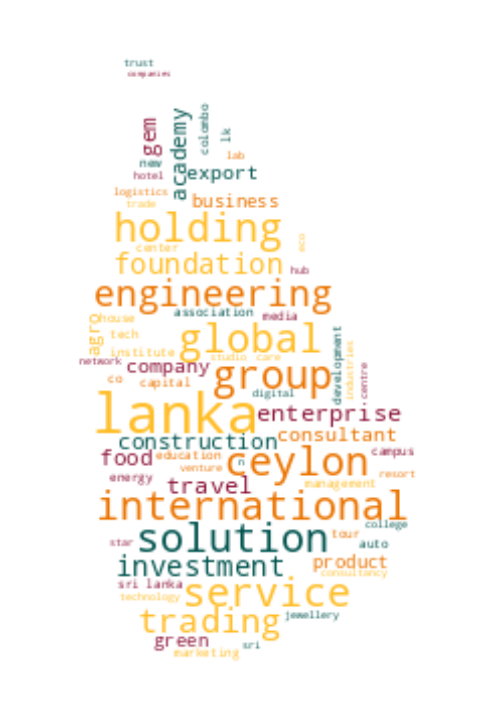 trust
companies
gem
academy
colombo
lk
new
lab
hotel
export
logistics
trade
business
holding
eco
center
foundation
hub
engineering
association
media
house
agro
tech
global
development
industries
institute
studio
care
network
company
group
centre
co
capital
digital
lanka
enterprise
construction
consultant
food
education
ceylon
campus
n
venture
resort
energy
travel
management
international
college
solution
tour
star
auto
investment
product
consultancy
sri lanka
technology
service
trading
jewellery
green
sri
marketing